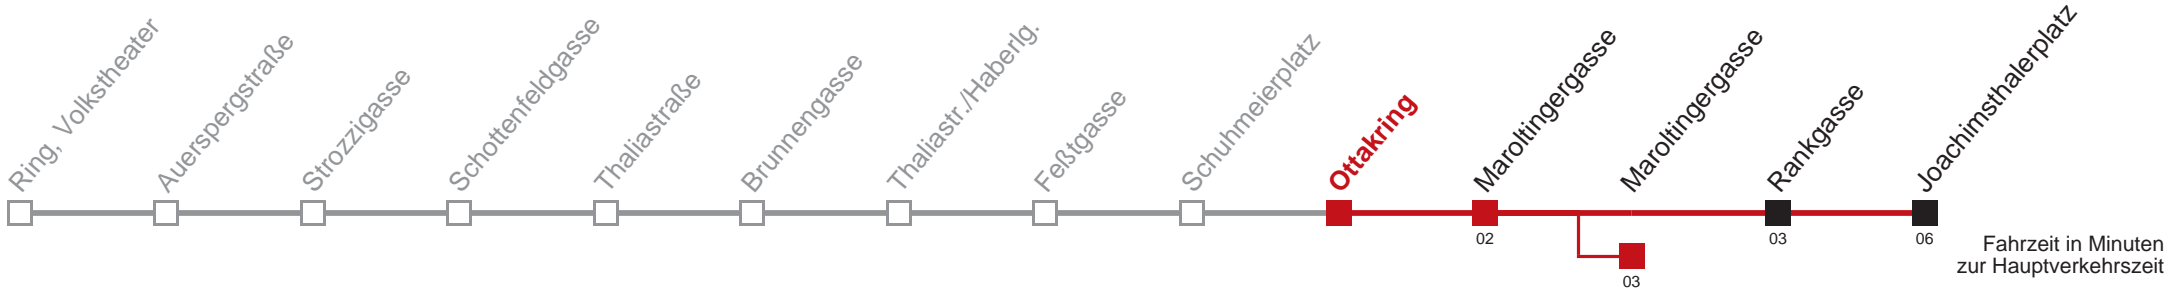 Ring, Volkstheater
Auerspergstraße
Strozzigasse
Schottenfeldgasse
Thaliastraße
Brunnengasse
Thaliastr./Haberlg.
Feßtgasse
Schuhmeierplatz
Ottakring
Maroltingergasse
Maroltingergasse
Rankgasse
Joachimsthalerplatz
02
03
06
03
Fahrzeit in Minuten
zur Hauptverkehrszeit